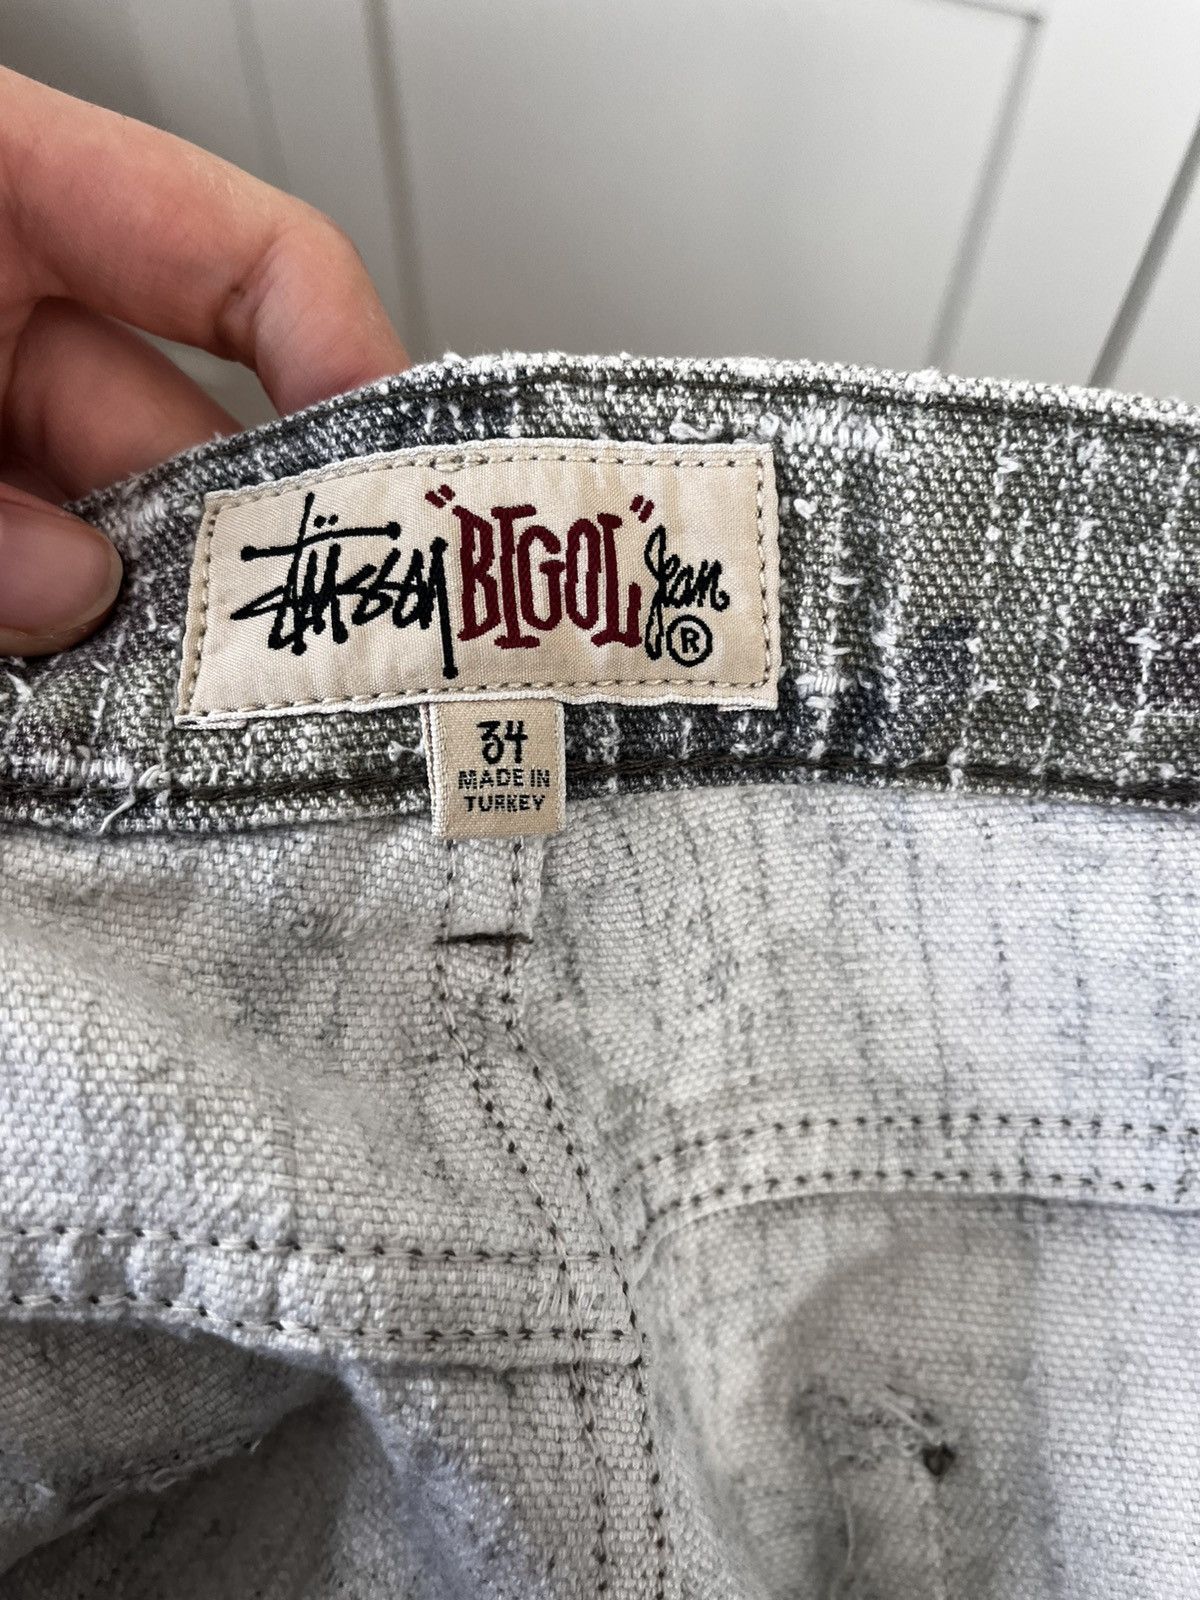 Stüssy "BIGOL" Jean ®
34
MADE IN
TURKEY